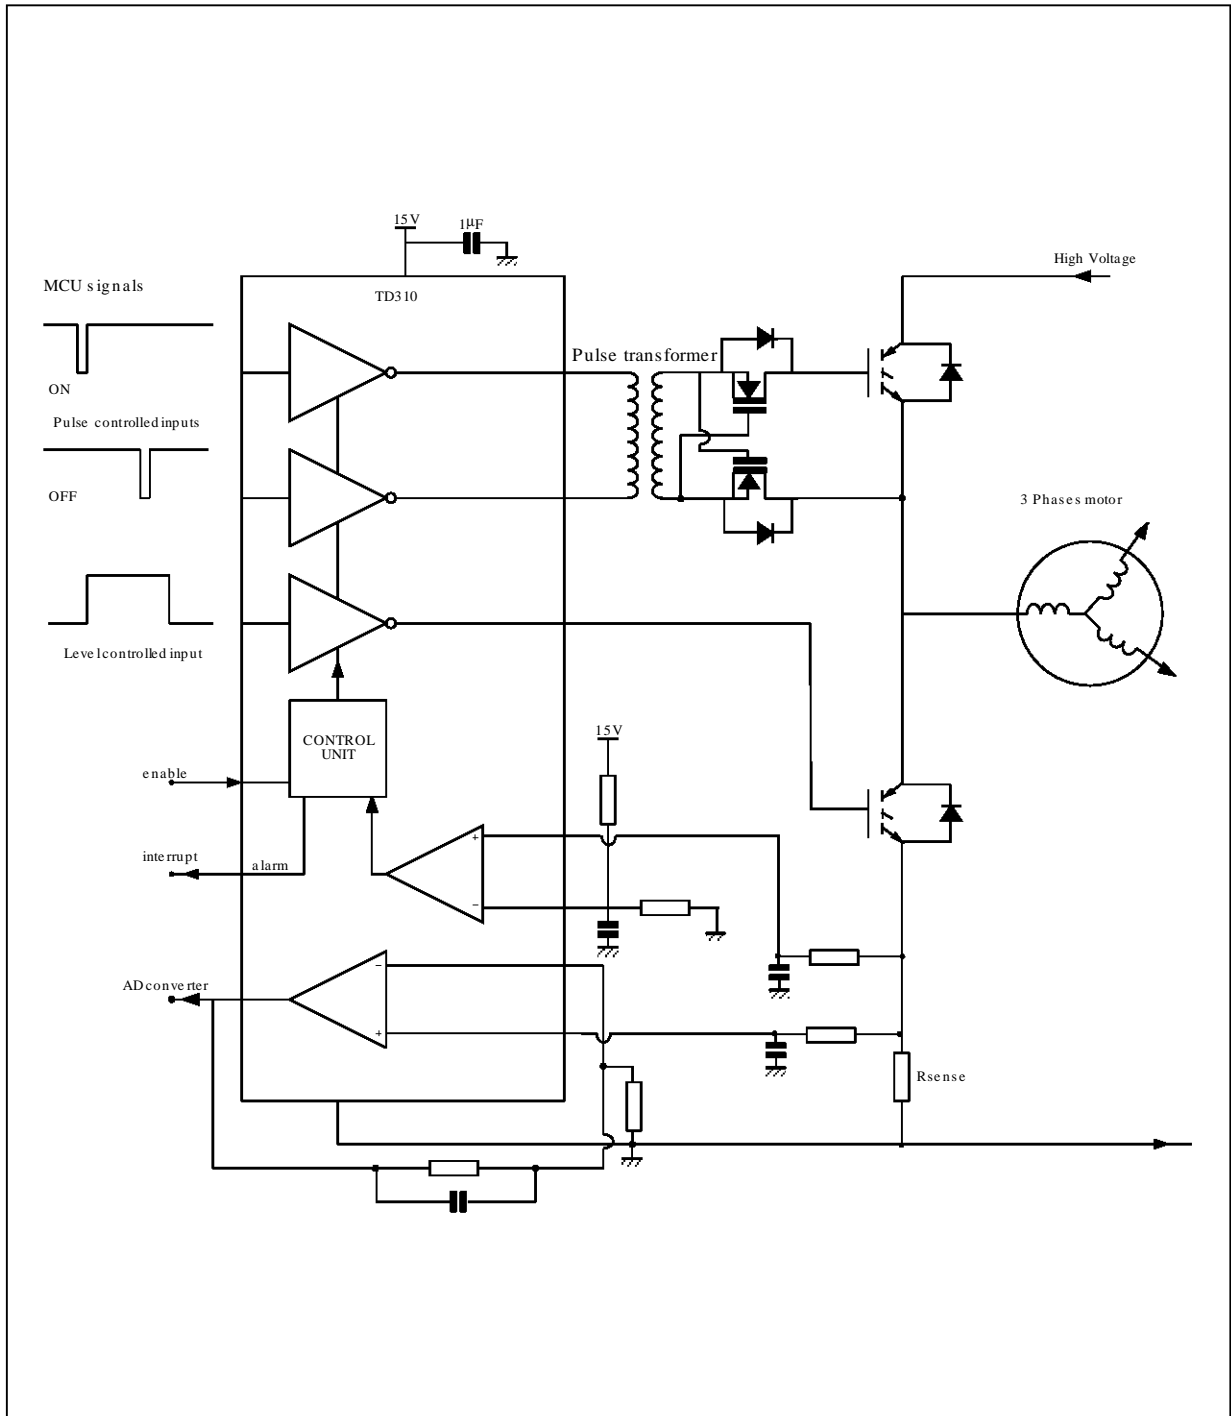 15V
1µF
High Voltage
MCU signals
TD310
Pulse transformer
ON
Pulse controlled inputs
OFF
3 Phases motor
Level controlled input
15V
CONTROL
UNIT
enable
+
interrupt
alarm
−
AD converter
−
+
Rsense